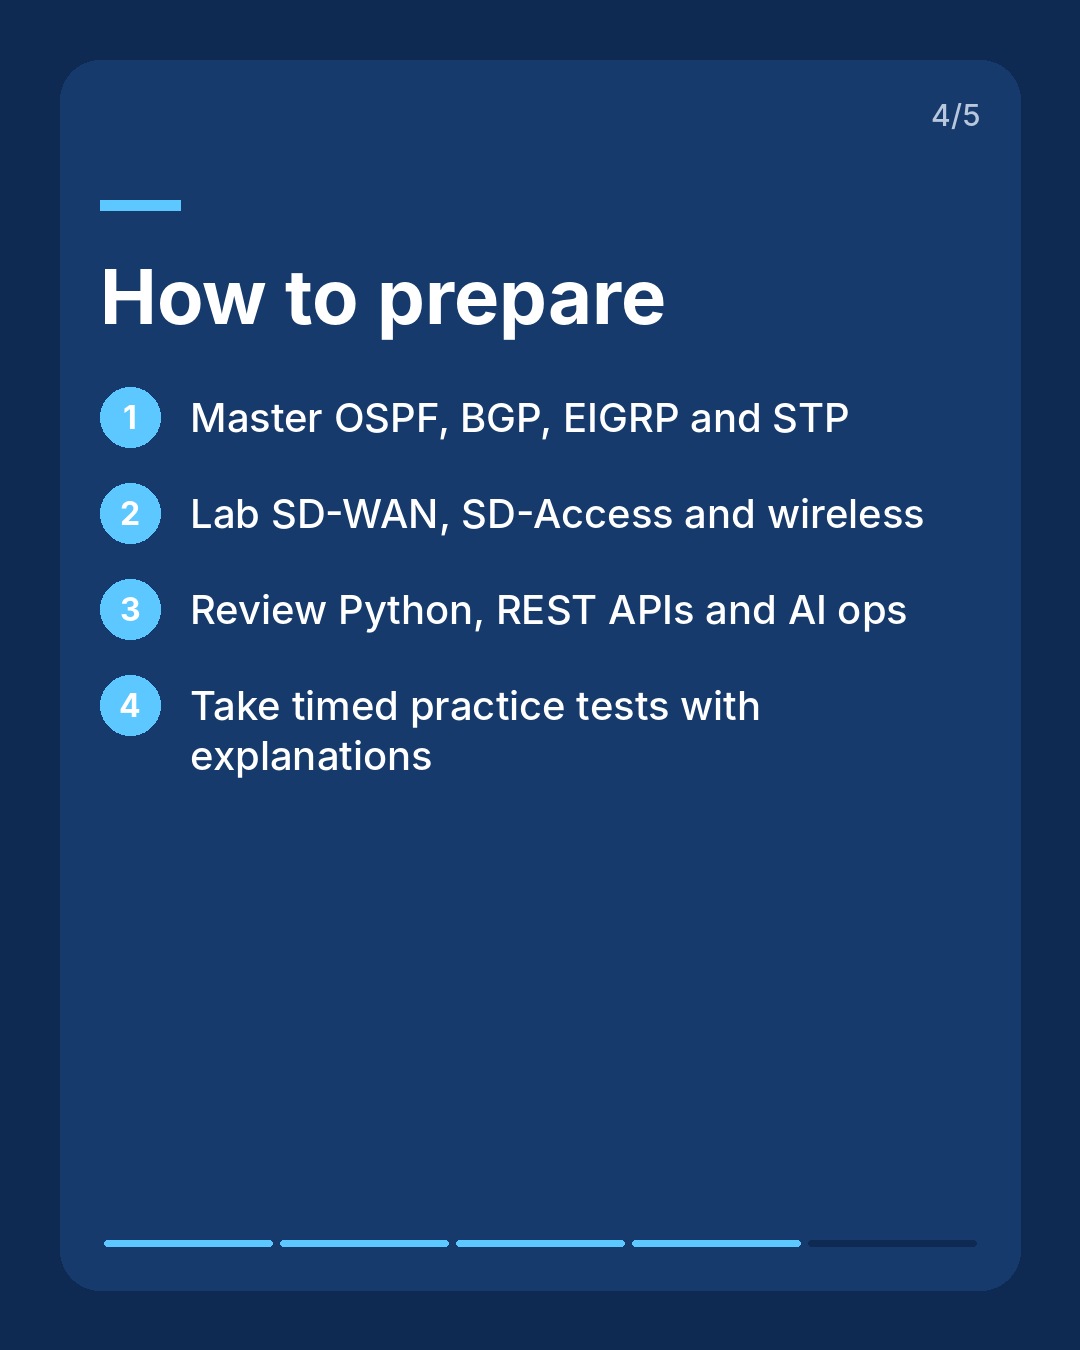 4/5
How to prepare
1 Master OSPF, BGP, EIGRP and STP
2 Lab SD-WAN, SD-Access and wireless
3 Review Python, REST APIs and AI ops
4 Take timed practice tests with
explanations